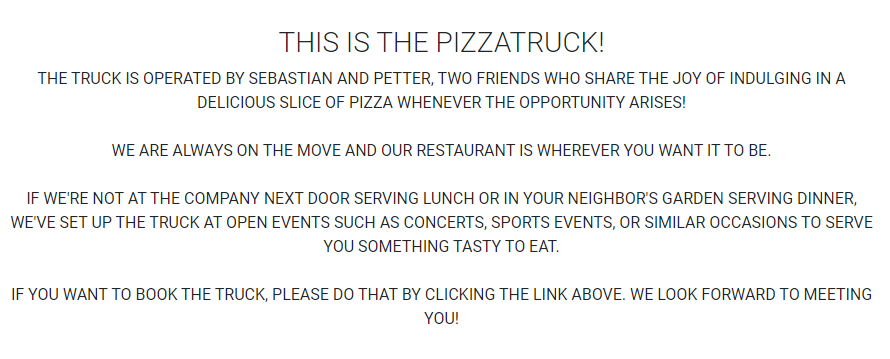 THIS IS THE PIZZATRUCK!
THE TRUCK IS OPERATED BY SEBASTIAN AND PETTER, TWO FRIENDS WHO SHARE THE JOY OF INDULGING IN A
DELICIOUS SLICE OF PIZZA WHENEVER THE OPPORTUNITY ARISES!
WE ARE ALWAYS ON THE MOVE AND OUR RESTAURANT IS WHEREVER YOU WANT IT TO BE.
IF WE'RE NOT AT THE COMPANY NEXT DOOR SERVING LUNCH OR IN YOUR NEIGHBOR'S GARDEN SERVING DINNER,
WE'VE SET UP THE TRUCK AT OPEN EVENTS SUCH AS CONCERTS, SPORTS EVENTS, OR SIMILAR OCCASIONS TO SERVE
YOU SOMETHING TASTY TO EAT.
IF YOU WANT TO BOOK THE TRUCK, PLEASE DO THAT BY CLICKING THE LINK ABOVE. WE LOOK FORWARD TO MEETING
YOU!